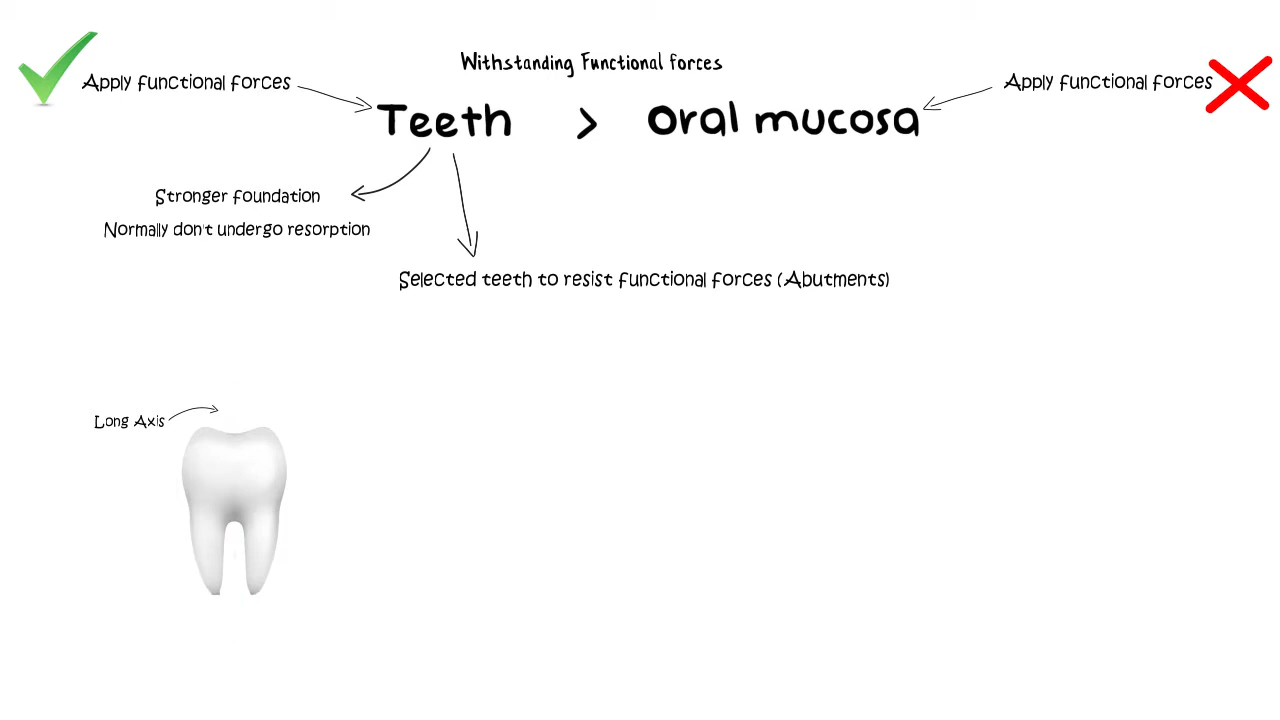 Withstanding Functional forces
Apply functional forces
Apply functional forces
Teeth > Oral mucosa
Stronger foundation
Normally don't undergo resorption
Selected teeth to resist functional forces (Abutments)
Long Axis